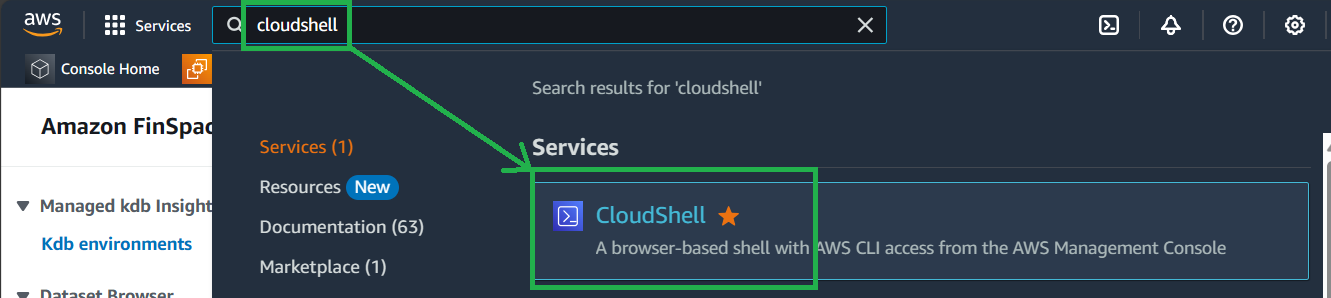 aws
Services
cloudshell
Console Home
Search results for 'cloudshell'
Amazon FinSpac
Services (1)
Resources New
Documentation (63)
Marketplace (1)
Managed kdb Insight
Kdb environments
Dataset Browser
Services
CloudShell
A browser-based shell with AWS CLI access from the AWS Management Console